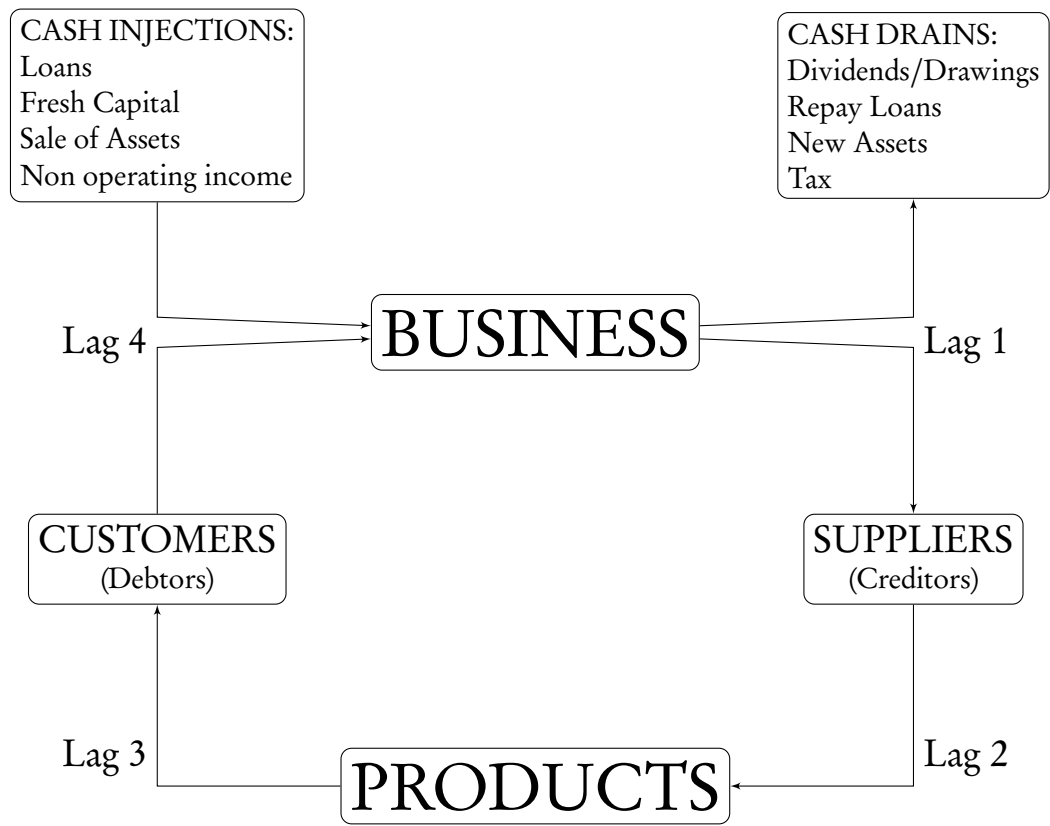 CASH INJECTIONS:
Loans
Fresh Capital
Sale of Assets
Non operating income
CASH DRAINS:
Dividends/Drawings
Repay Loans
New Assets
Tax
Lag 4
BUSINESS
Lag 1
CUSTOMERS
(Debtors)
SUPPLIERS
(Creditors)
Lag 3
PRODUCTS
Lag 2